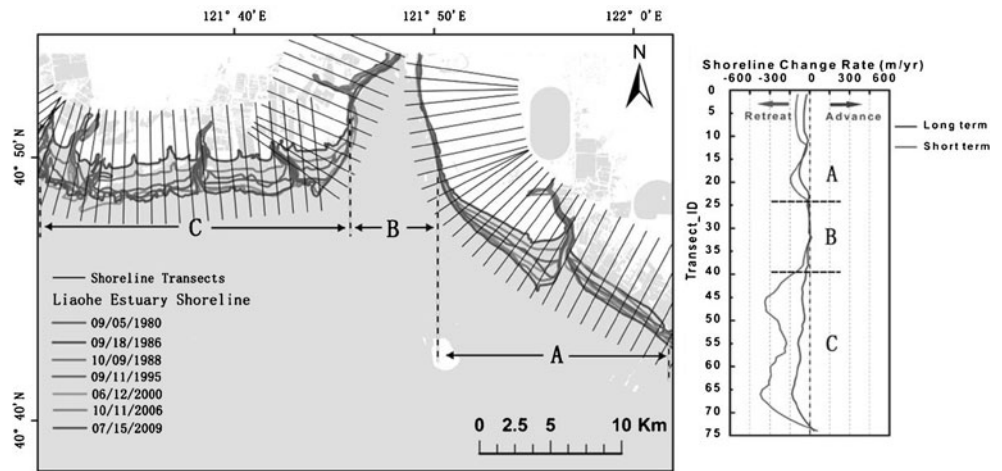 121° 40′ E
121° 50′ E
122° 0′ E
N
40° 50′ N
40° 40′ N
C
B
A
Shoreline Transects
Liaohe Estuary Shoreline
09/05/1980
09/18/1986
10/09/1988
09/11/1995
06/12/2000
10/11/2006
07/15/2009
0 2.5 5 10 Km
Shoreline Change Rate (m/yr)
-600 -300 0 300 600
Retreat Advance
Long term
Short term
Transect_ID
0
5
10
15
20
25
30
35
40
45
50
55
60
65
70
75
A
B
C